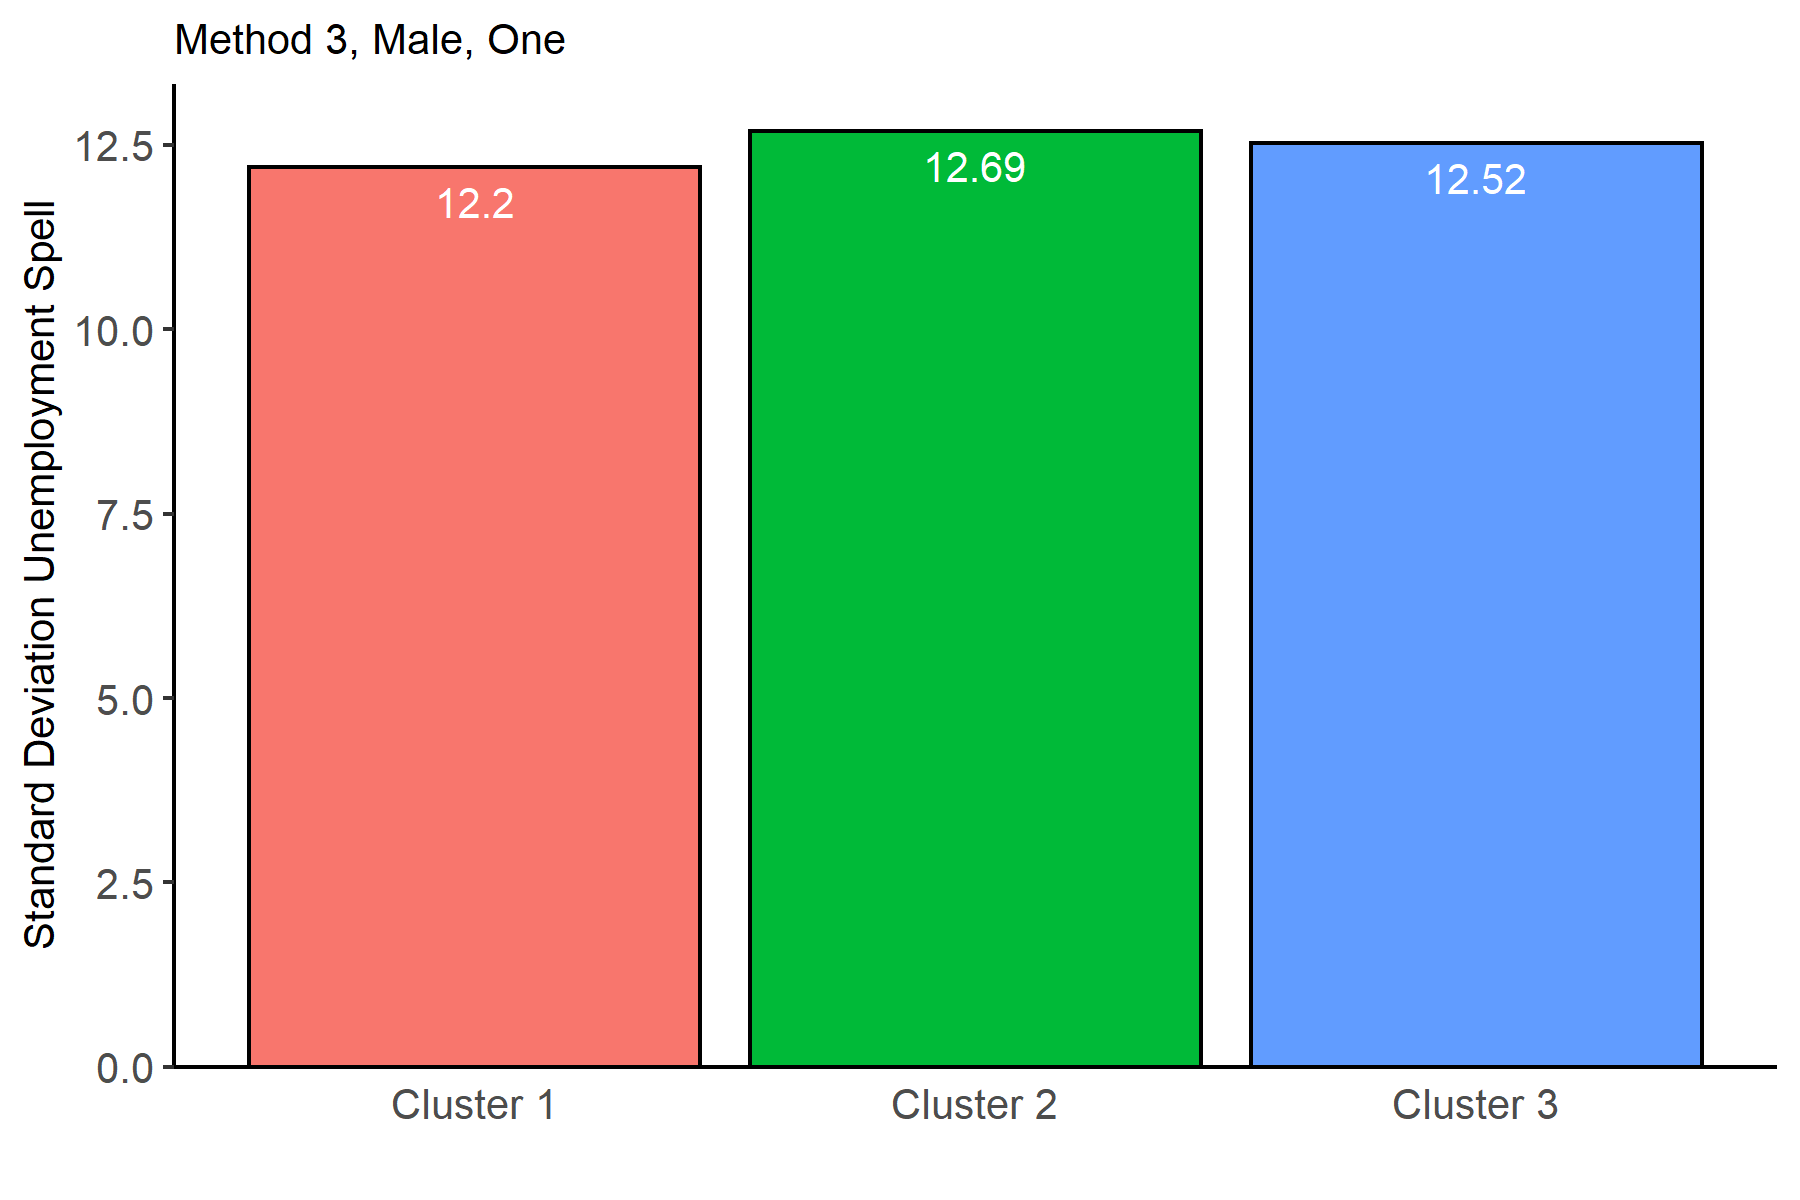 Method 3, Male, One
Standard Deviation Unemployment Spell
12.5
10.0
7.5
5.0
2.5
0.0
12.2
12.69
12.52
Cluster 1
Cluster 2
Cluster 3